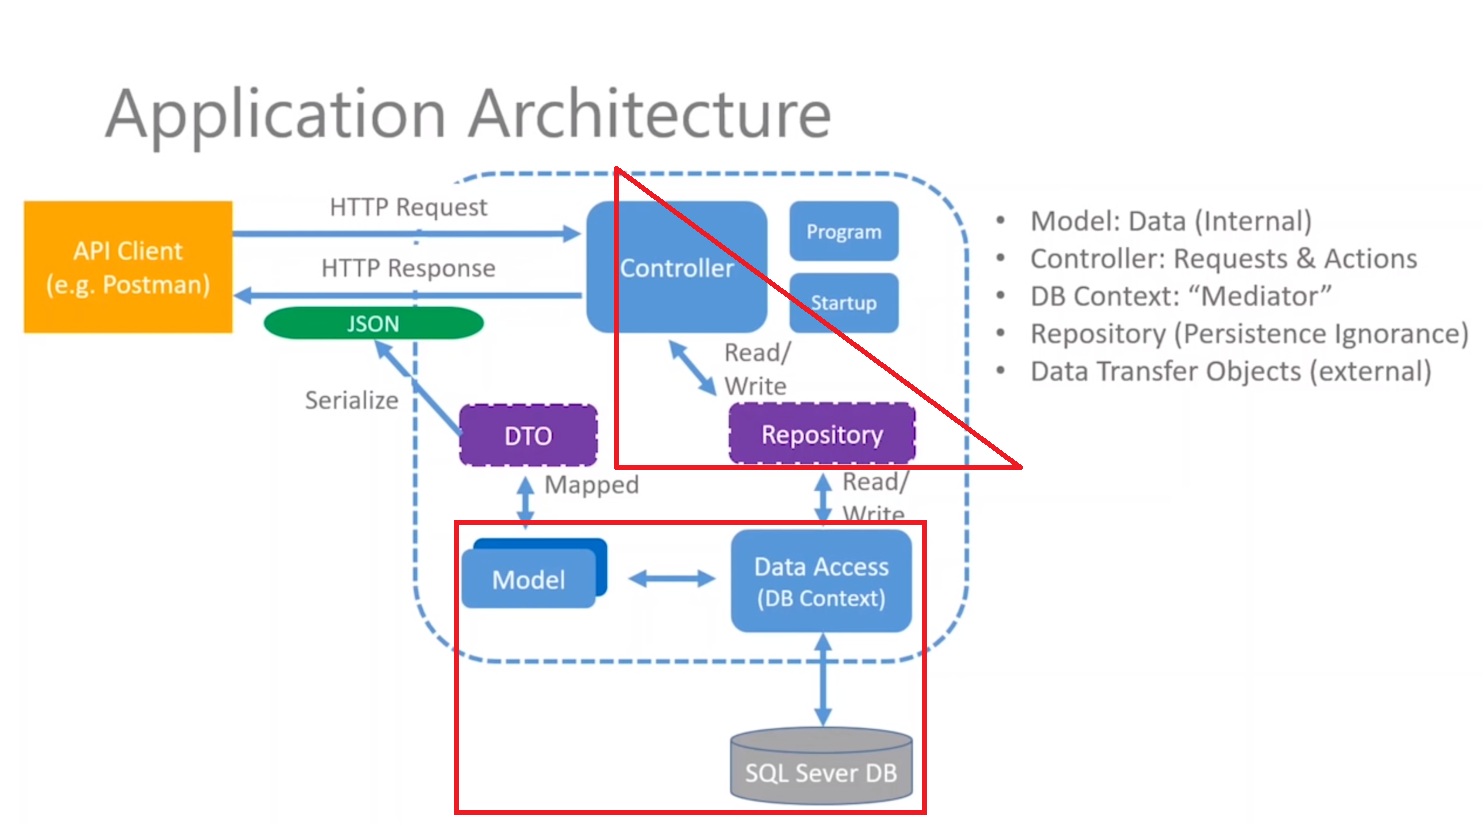 Application Architecture
API Client
(e.g. Postman)
HTTP Request
HTTP Response
JSON
Serialize
Controller
Program
Startup
Read/
Write
DTO
Repository
Mapped
Read/
Write
Model
Data Access
(DB Context)
SQL Sever DB
• Model: Data (Internal)
• Controller: Requests & Actions
• DB Context: “Mediator”
• Repository (Persistence Ignorance)
• Data Transfer Objects (external)